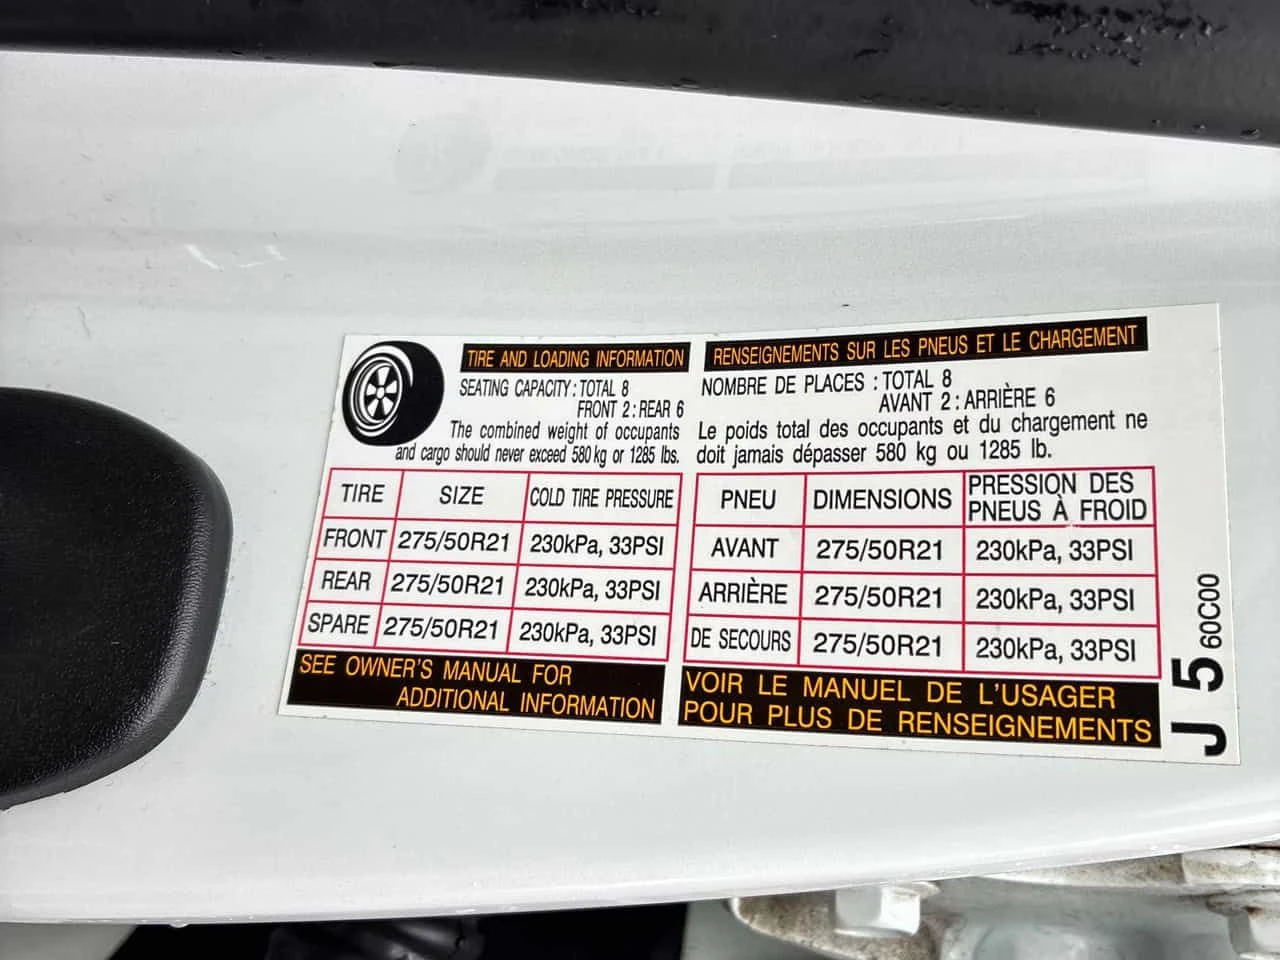 TIRE AND LOADING INFORMATION
SEATING CAPACITY : TOTAL 8
FRONT 2 : REAR 6
The combined weight of occupants
and cargo should never exceed 580 kg or 1285 lbs.
TIRE SIZE COLD TIRE PRESSURE
FRONT 275/50R21 230kPa, 33PSI
REAR 275/50R21 230kPa, 33PSI
SPARE 275/50R21 230kPa, 33PSI
SEE OWNER'S MANUAL FOR
ADDITIONAL INFORMATION
RENSEIGNEMENTS SUR LES PNEUS ET LE CHARGEMENT
NOMBRE DE PLACES : TOTAL 8
AVANT 2 : ARRIÈRE 6
Le poids total des occupants et du chargement ne
doit jamais dépasser 580 kg ou 1285 lb.
PNEU DIMENSIONS PRESSION DES
PNEUS À FROID
AVANT 275/50R21 230kPa, 33PSI
ARRIÈRE 275/50R21 230kPa, 33PSI
DE SECOURS 275/50R21 230kPa, 33PSI
VOIR LE MANUEL DE L'USAGER
POUR PLUS DE RENSEIGNEMENTS
J 5 60C00